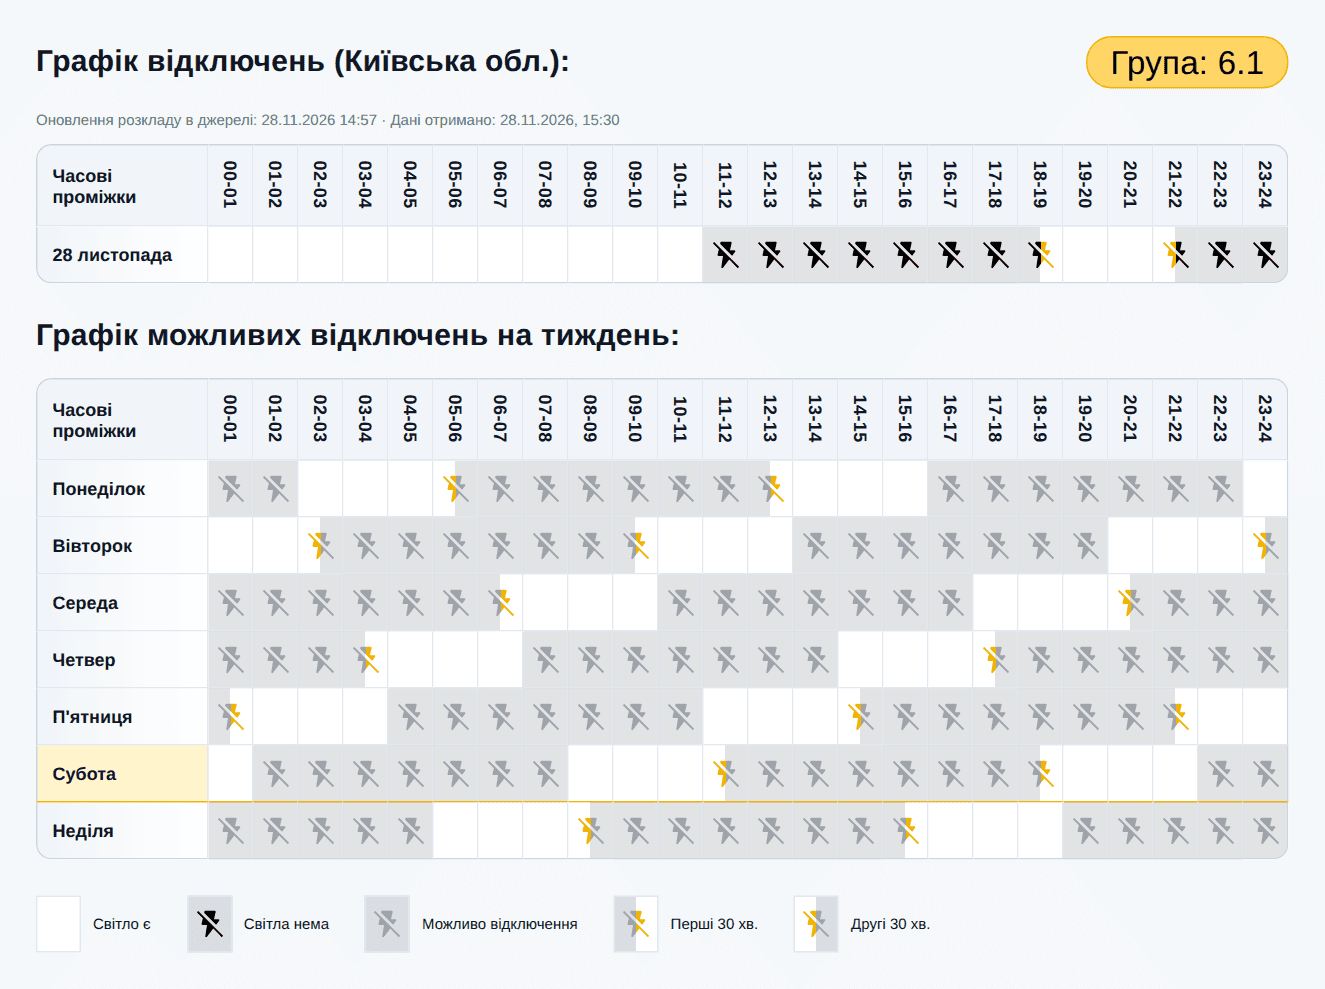 Графік відключень (Київська обл.):
Група: 6.1
Оновлення розкладу в джерелі: 28.11.2026 14:57 · Дані отримано: 28.11.2026, 15:30
Часові проміжки 00-01 01-02 02-03 03-04 04-05 05-06 06-07 07-08 08-09 09-10 10-11 11-12 12-13 13-14 14-15 15-16 16-17 17-18 18-19 19-20 20-21 21-22 22-23 23-24
28 листопада
Графік можливих відключень на тиждень:
Часові проміжки 00-01 01-02 02-03 03-04 04-05 05-06 06-07 07-08 08-09 09-10 10-11 11-12 12-13 13-14 14-15 15-16 16-17 17-18 18-19 19-20 20-21 21-22 22-23 23-24
Понеділок
Вівторок
Середа
Четвер
П'ятниця
Субота
Неділя
Світло є Світла нема Можливо відключення Перші 30 хв. Другі 30 хв.